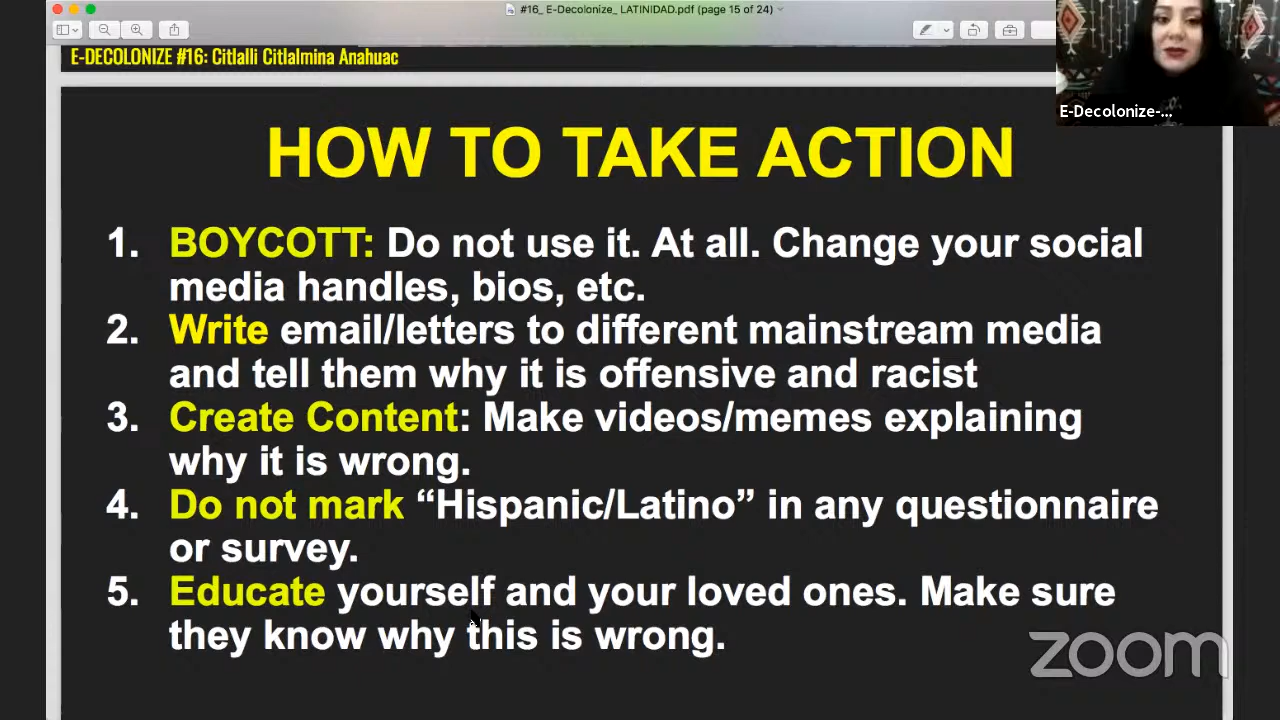 #16_ E-Decolonize_ LATINIDAD.pdf (page 15 of 24)
E-DECOLONIZE #16: Citlalli Citlalmina Anahuac
E-Decolonize-...
HOW TO TAKE ACTION
1. BOYCOTT: Do not use it. At all. Change your social
media handles, bios, etc.
2. Write email/letters to different mainstream media
and tell them why it is offensive and racist
3. Create Content: Make videos/memes explaining
why it is wrong.
4. Do not mark “Hispanic/Latino” in any questionnaire
or survey.
5. Educate yourself and your loved ones. Make sure
they know why this is wrong.
zoom